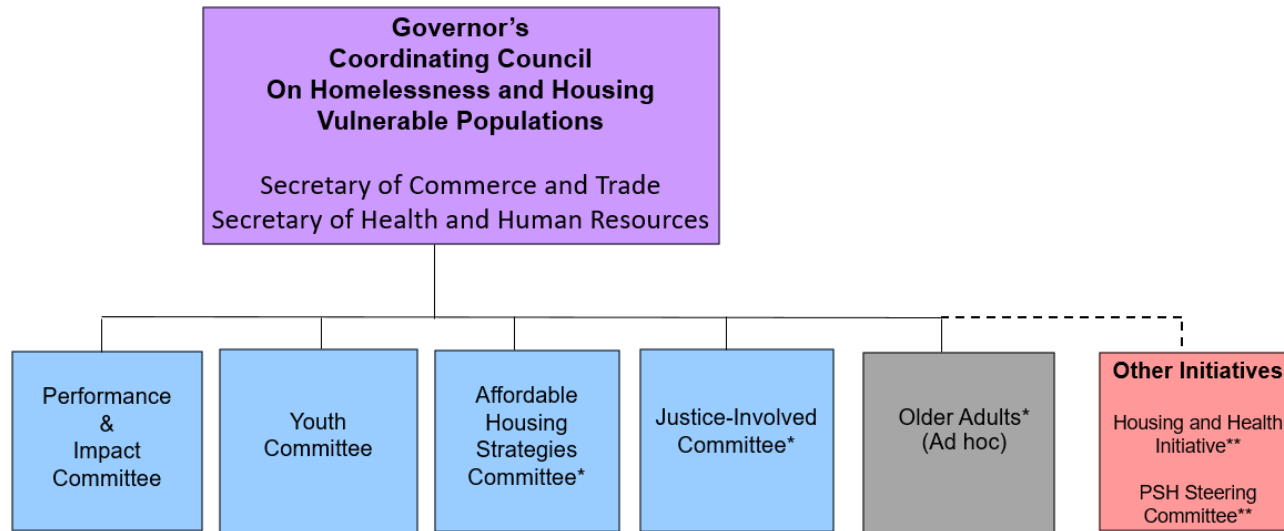 Governor’s
Coordinating Council
On Homelessness and Housing
Vulnerable Populations
Secretary of Commerce and Trade
Secretary of Health and Human Resources
Performance
&
Impact
Committee
Youth
Committee
Affordable
Housing
Strategies
Committee*
Justice-Involved
Committee*
Older Adults*
(Ad hoc)
Other Initiatives
Housing and Health
Initiative**
PSH Steering
Committee**